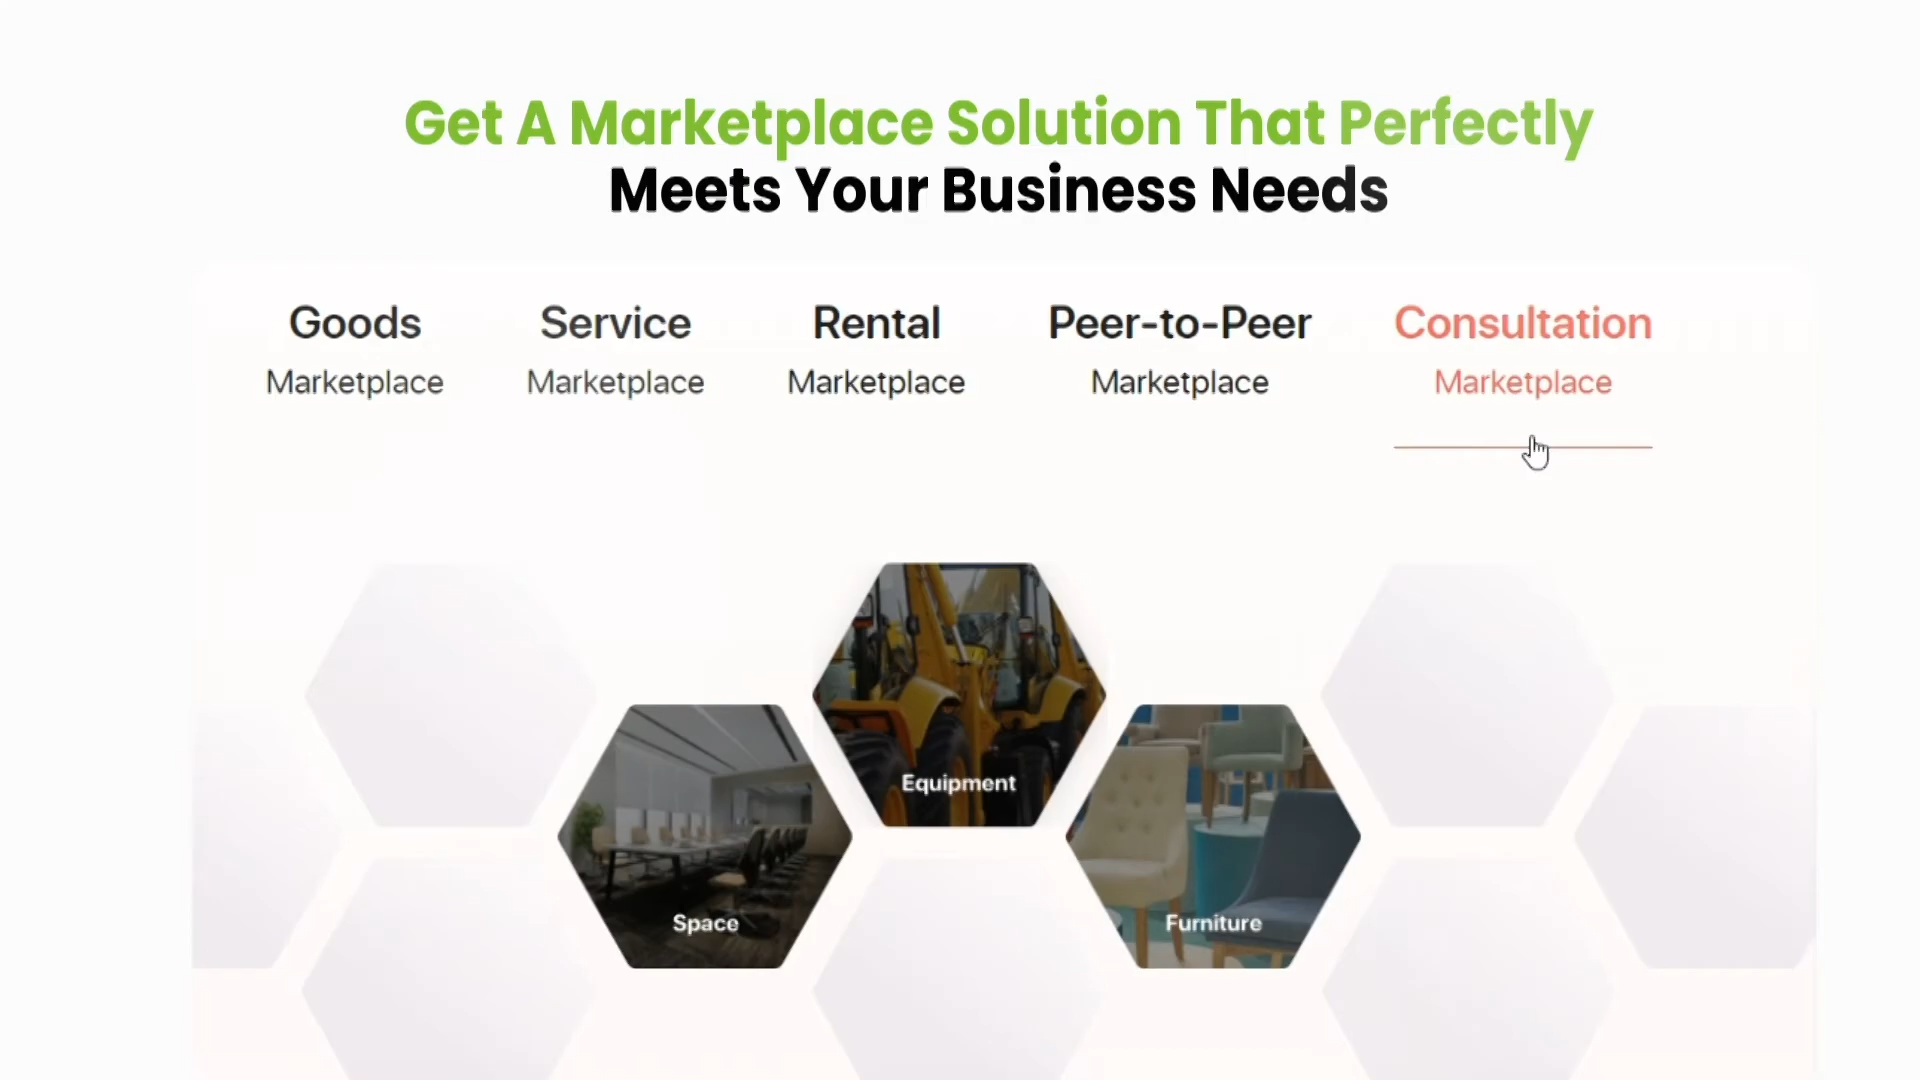 Get A Marketplace Solution That Perfectly
Meets Your Business Needs
Goods
Marketplace
Service
Marketplace
Rental
Marketplace
Peer-to-Peer
Marketplace
Consultation
Marketplace
Equipment
Space
Furniture